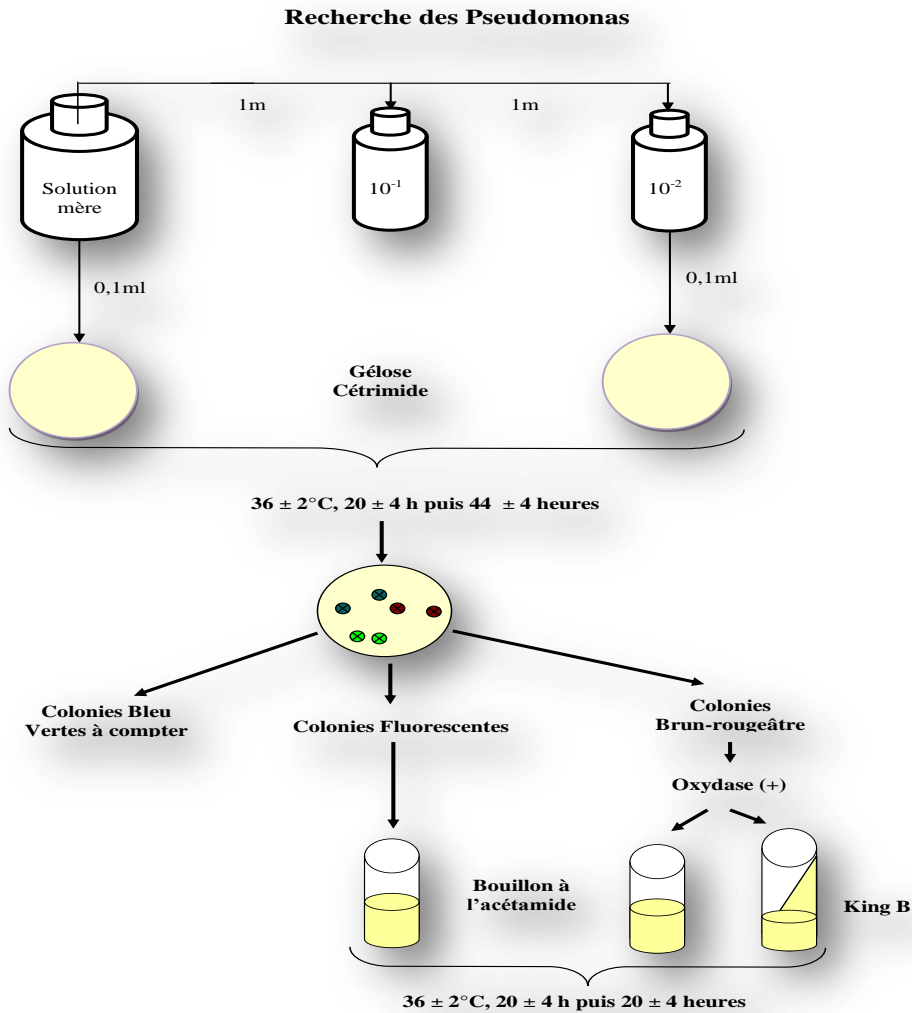 Recherche des Pseudomonas
1m
1m
Solution
mère
10⁻¹
10⁻²
0,1ml
0,1ml
Gélose
Cétrimide
36 ± 2°C, 20 ± 4 h puis 44 ± 4 heures
Colonies Bleu
Vertes à compter
Colonies Fluorescentes
Colonies
Brun-rougeâtre
Oxydase (+)
Bouillon à
l'acétamide
King B
36 ± 2°C, 20 ± 4 h puis 20 ± 4 heures